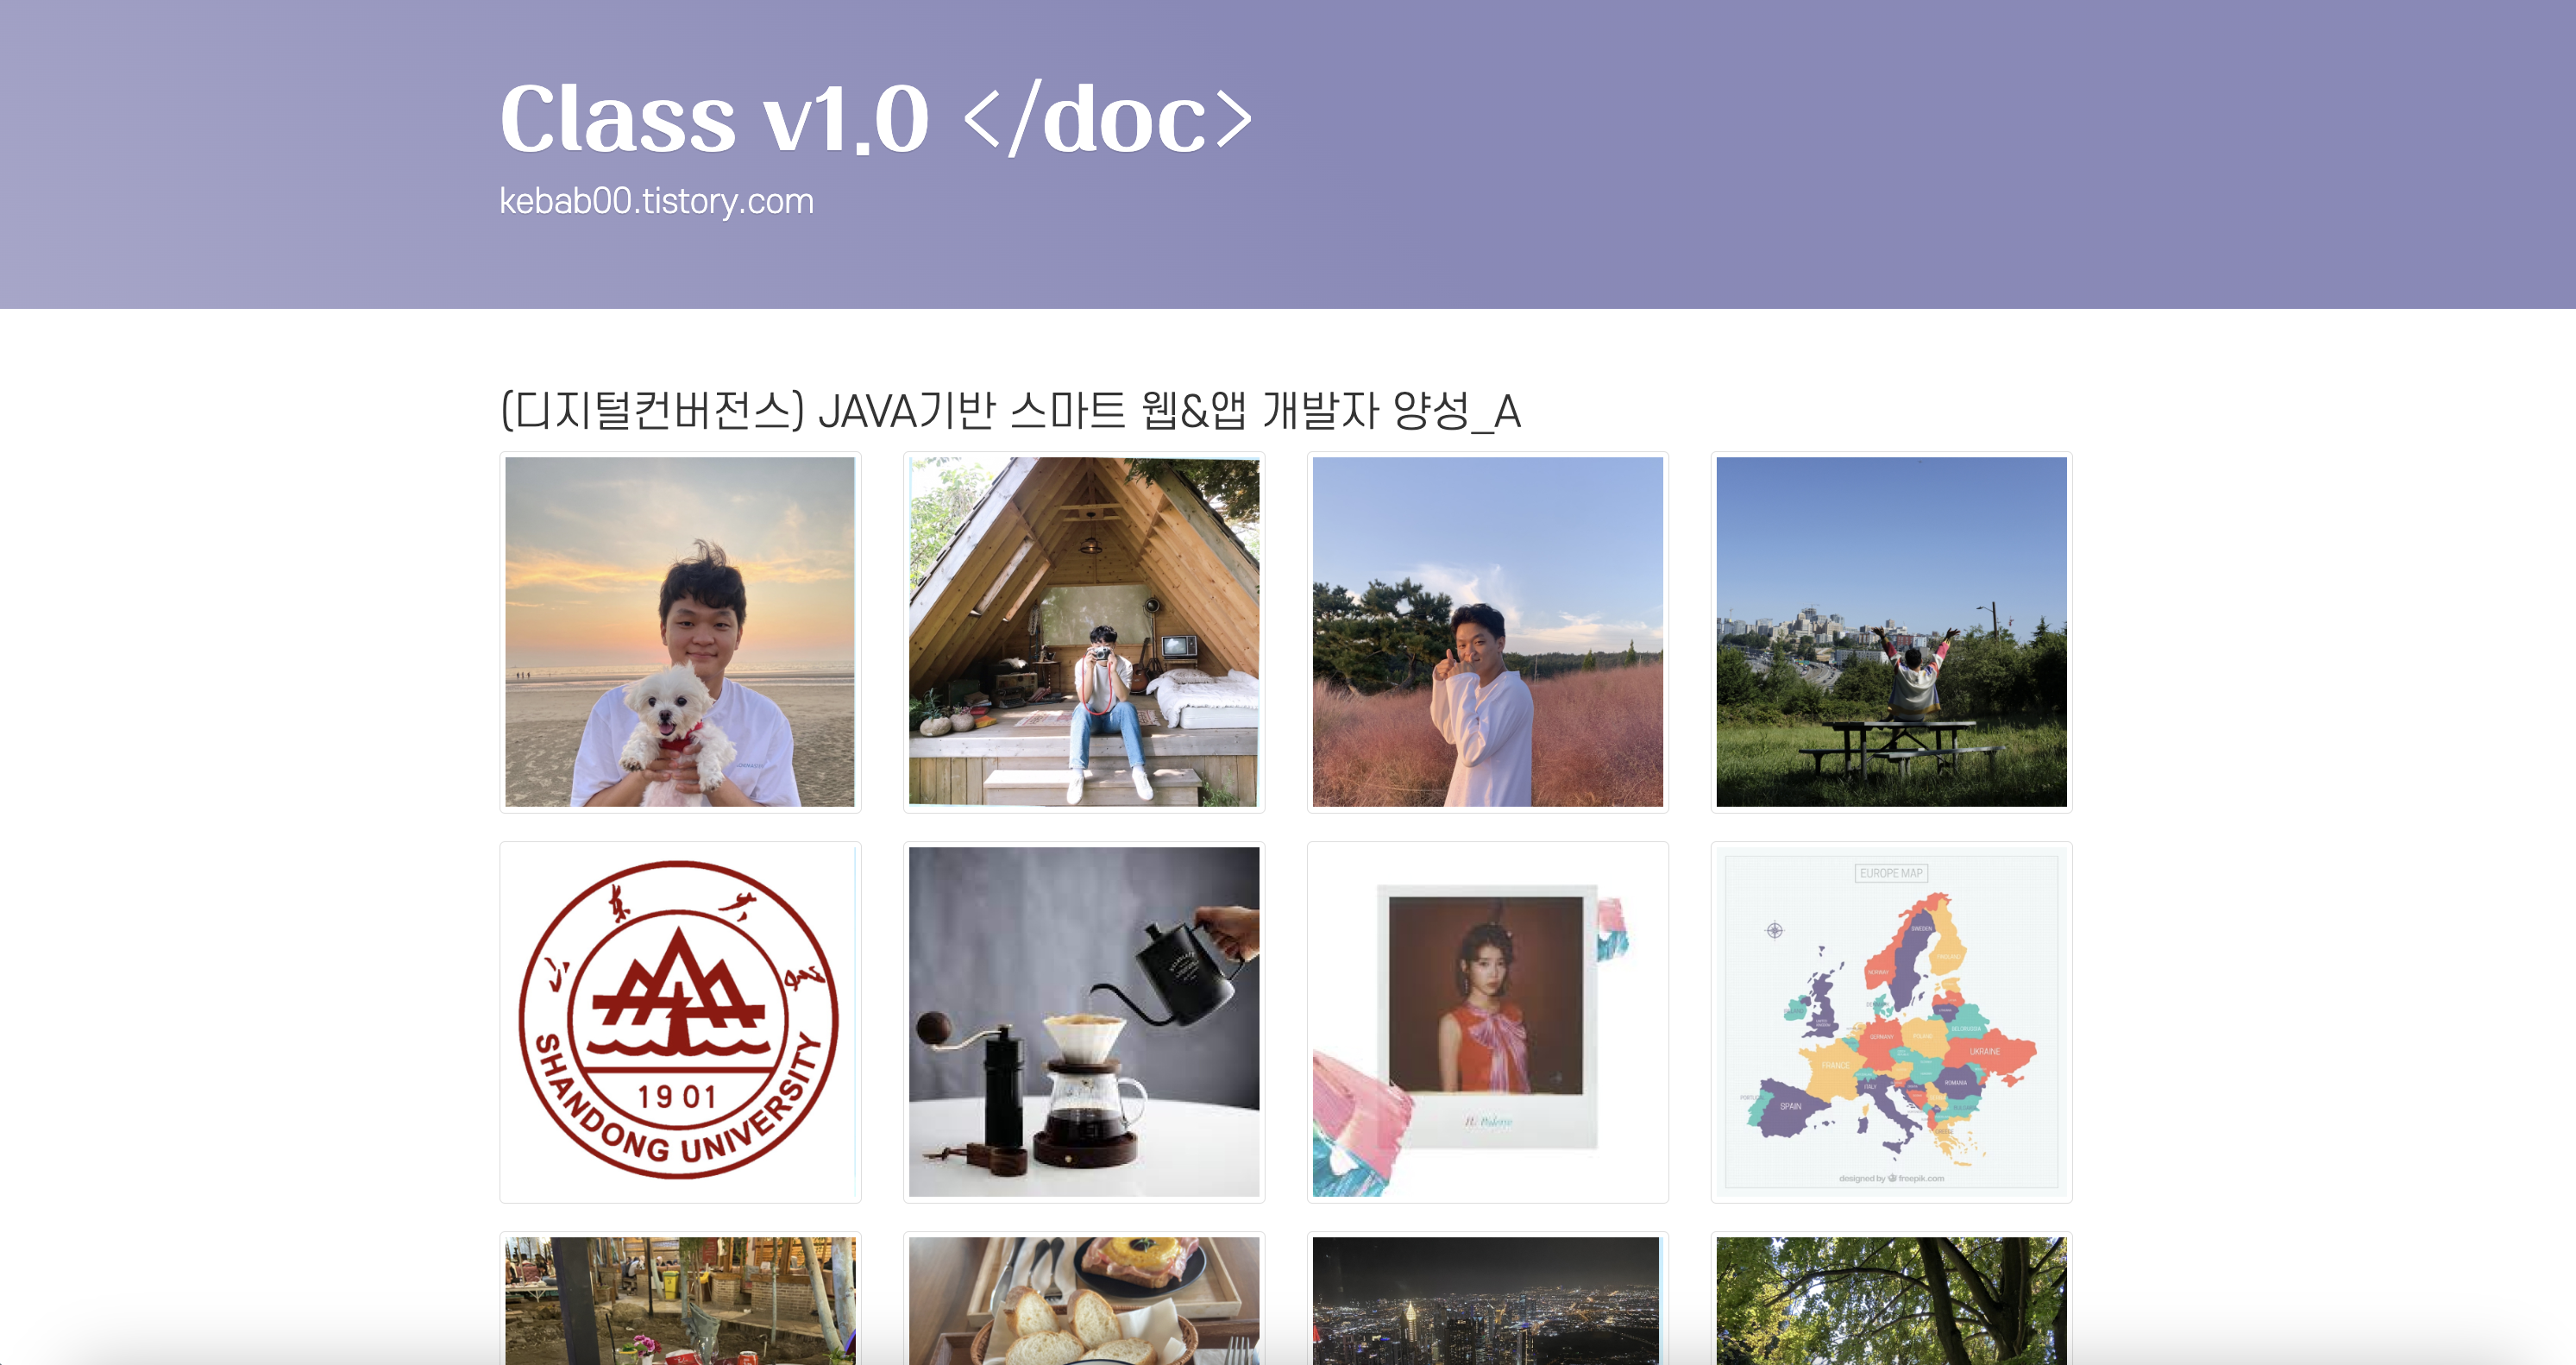 Class v1.0 </doc>
kebab00.tistory.com
(디지털컨버전스) JAVA기반 스마트 웹&앱 개발자 양성_A
SHANDONG UNIVERSITY
1901
EUROPE MAP
SWEDEN
FINLAND
NORWAY
BELORUSSIA
GERMANY
POLAND
UKRAINE
FRANCE
ROMANIA
ITALY
SPAIN
designed by freepik.com